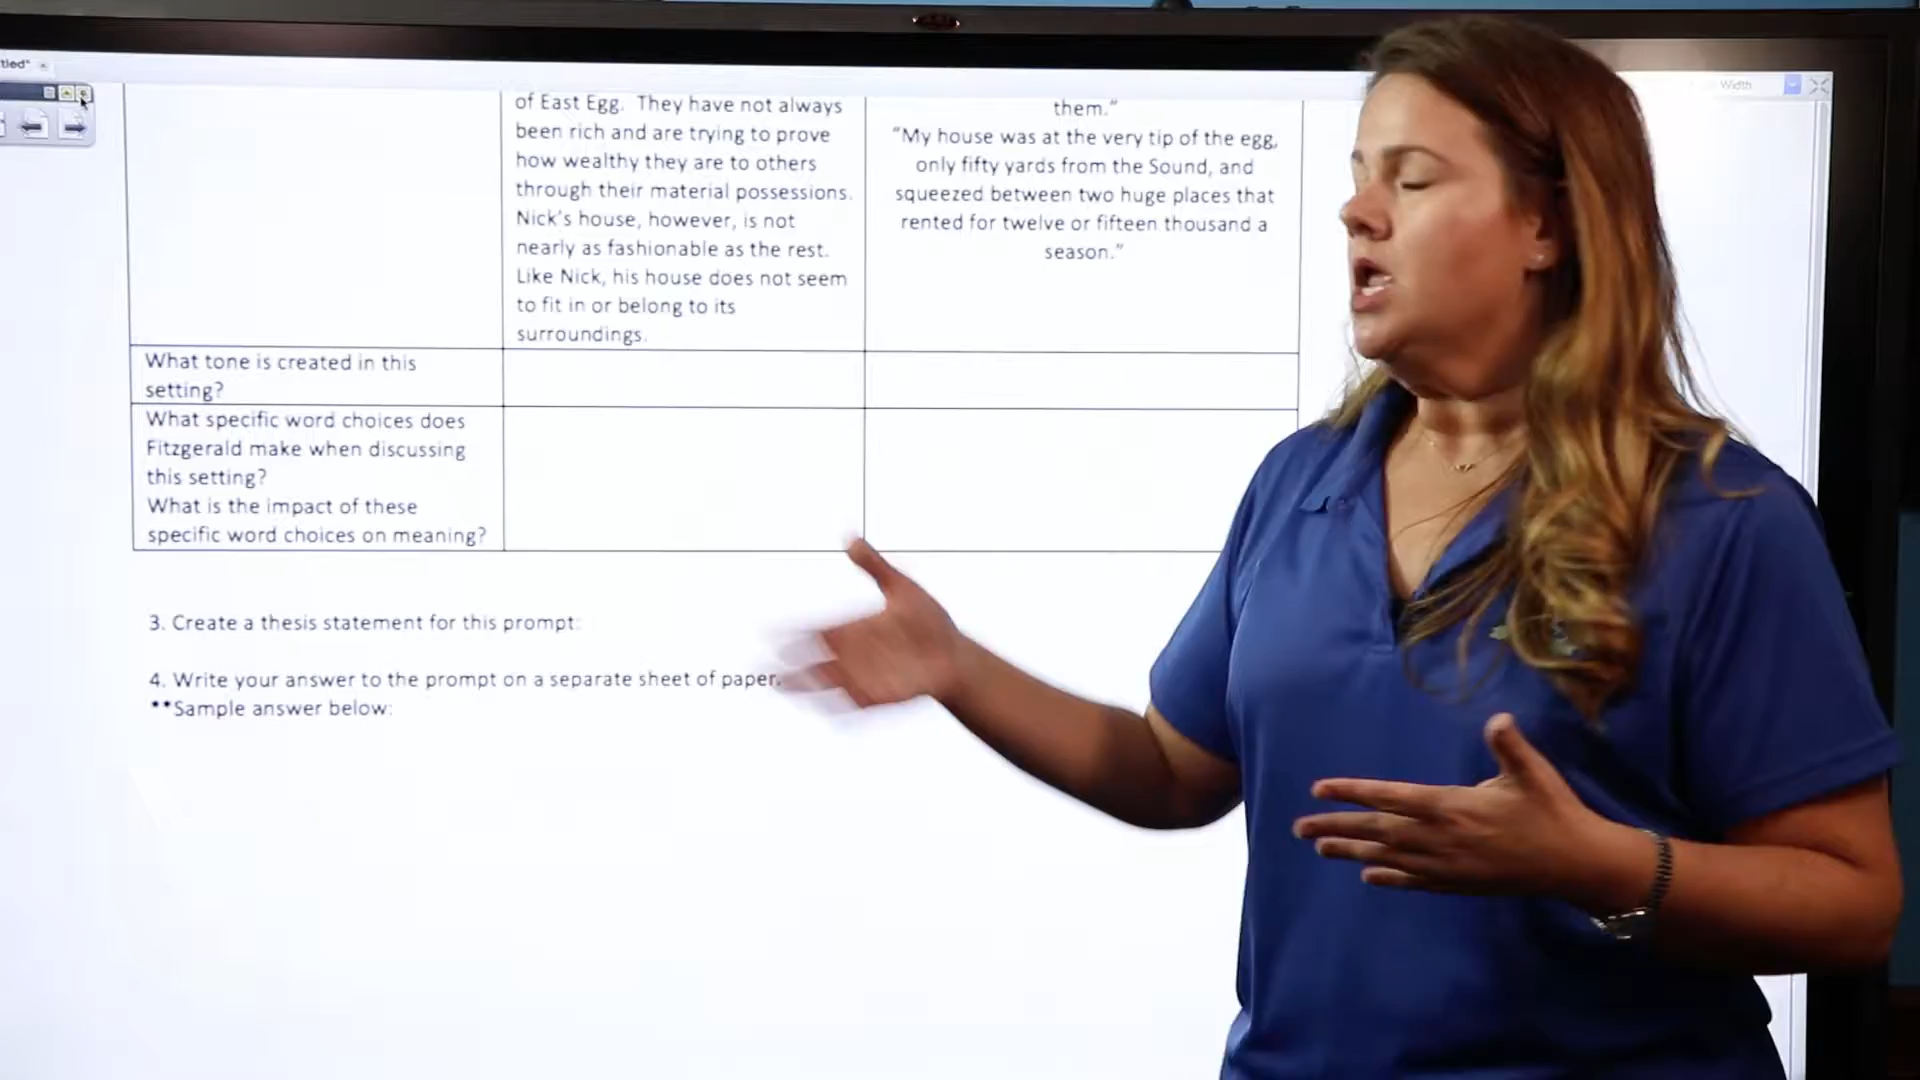 tled*
Width
of East Egg. They have not always
been rich and are trying to prove
how wealthy they are to others
through their material possessions.
Nick's house, however, is not
nearly as fashionable as the rest.
Like Nick, his house does not seem
to fit in or belong to its
surroundings.
them."
"My house was at the very tip of the egg,
only fifty yards from the Sound, and
squeezed between two huge places that
rented for twelve or fifteen thousand a
season."
What tone is created in this
setting?
What specific word choices does
Fitzgerald make when discussing
this setting?
What is the impact of these
specific word choices on meaning?
3. Create a thesis statement for this prompt:
4. Write your answer to the prompt on a separate sheet of paper.
**Sample answer below: